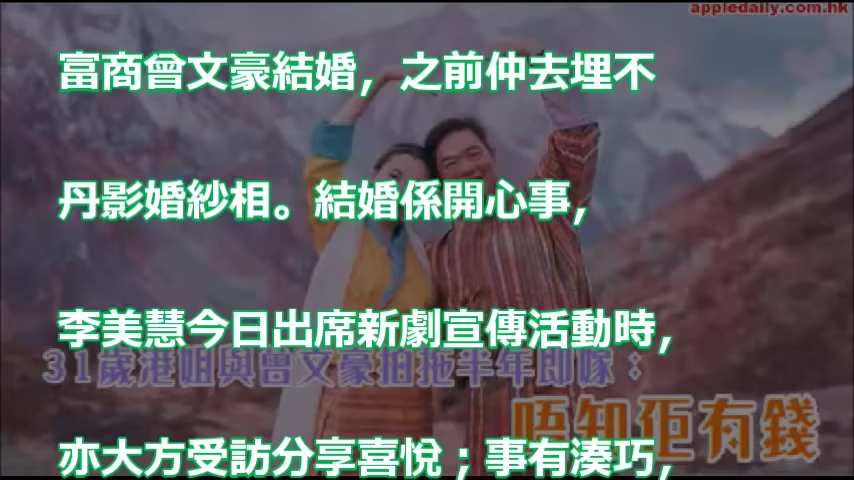 appledaily.com.hk
富商曾文豪結婚，之前仲去埋不
丹影婚紗相。結婚係開心事，
李美慧今日出席新劇宣傳活動時，
31歲港姐與曾文豪拍拖半年即嫁：
唔知佢有錢
亦大方受訪分享喜悅；事有湊巧，